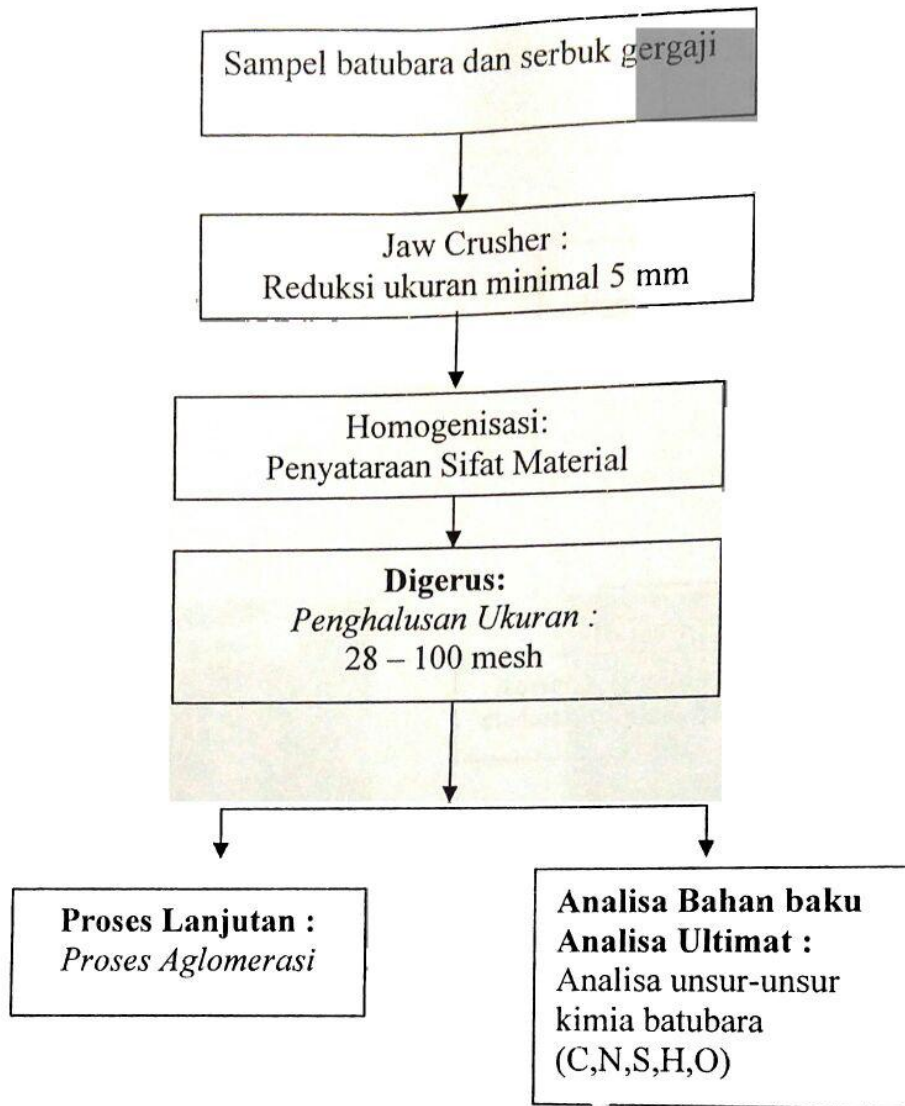 Sampel batubara dan serbuk gergaji
Jaw Crusher :
Reduksi ukuran minimal 5 mm
Homogenisasi:
Penyataraan Sifat Material
Digerus:
Penghalusan Ukuran :
28 – 100 mesh
Proses Lanjutan :
Proses Aglomerasi
Analisa Bahan baku
Analisa Ultimat :
Analisa unsur-unsur
kimia batubara
(C,N,S,H,O)